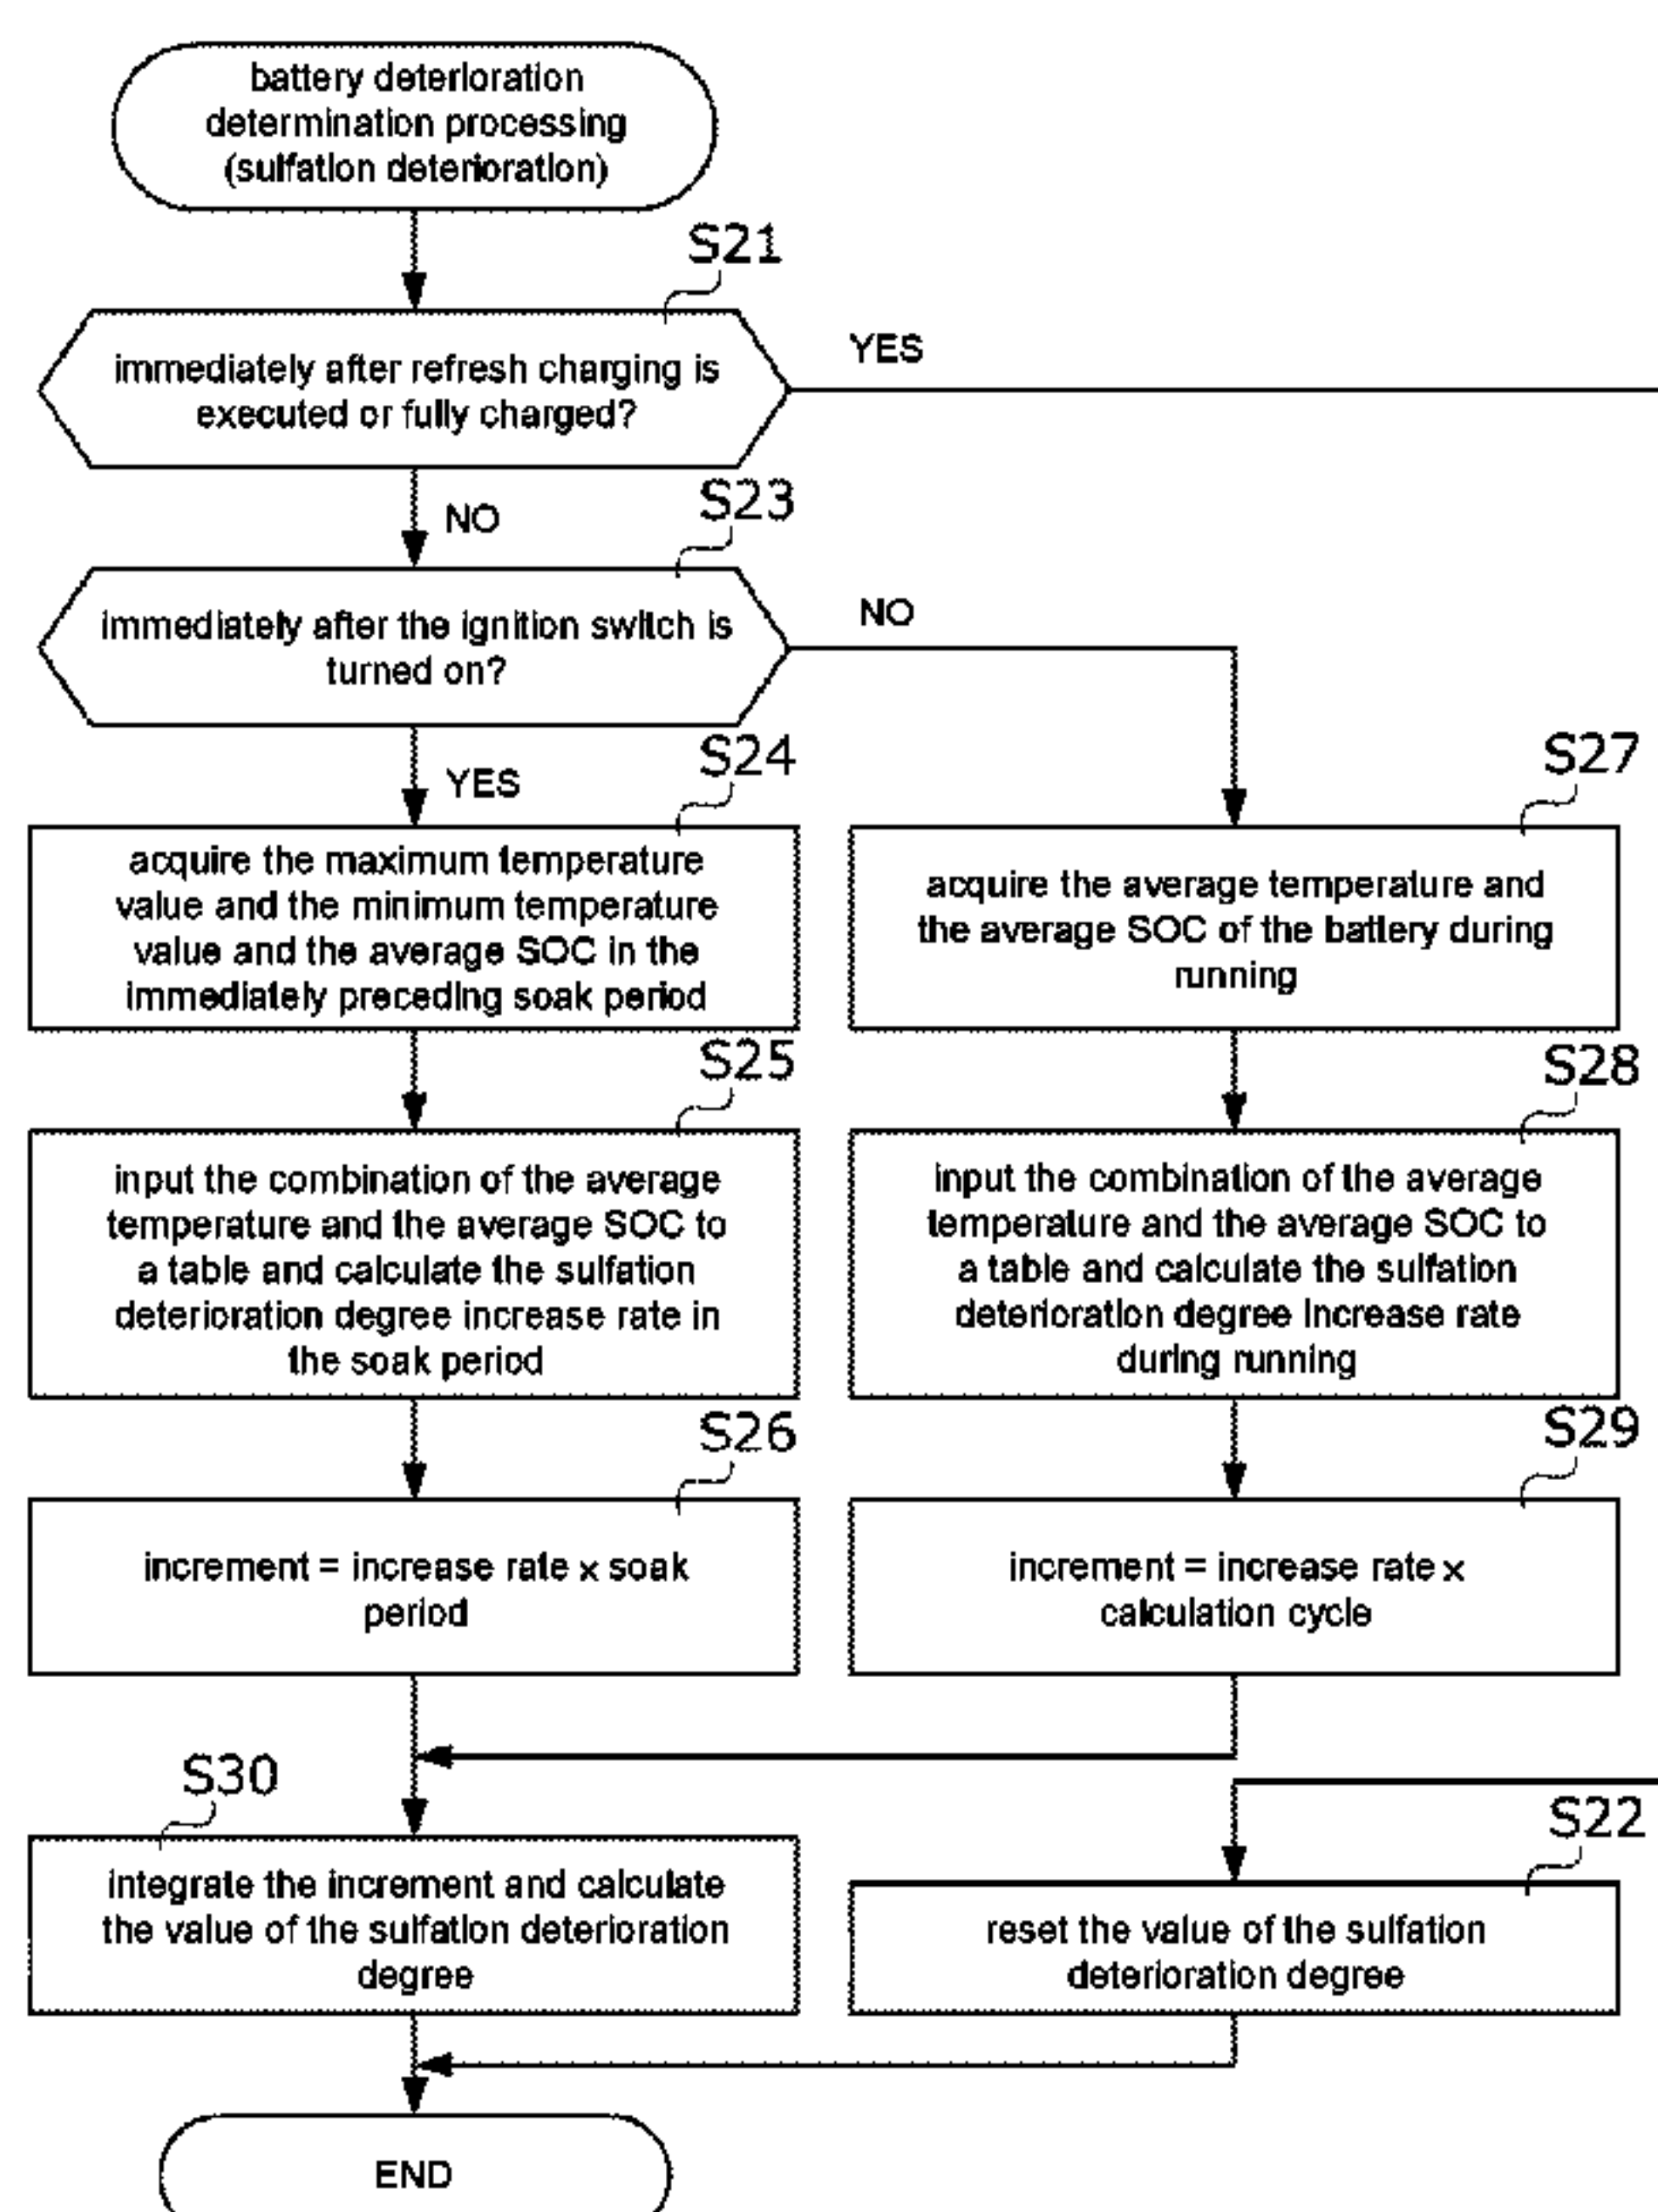 battery deterioration
determination processing
(sulfation deterioration)
S21
immediately after refresh charging is
executed or fully charged?
YES
NO
S23
immediately after the ignition switch is
turned on?
NO
YES
S24
acquire the maximum temperature
value and the minimum temperature
value and the average SOC in the
immediately preceding soak period
S27
acquire the average temperature and
the average SOC of the battery during
running
S25
input the combination of the average
temperature and the average SOC to
a table and calculate the sulfation
deterioration degree increase rate in
the soak period
S28
input the combination of the average
temperature and the average SOC to
a table and calculate the sulfation
deterioration degree increase rate
during running
S26
increment = increase rate x soak
period
S29
increment = increase rate x
calculation cycle
S30
integrate the increment and calculate
the value of the sulfation deterioration
degree
S22
reset the value of the sulfation
deterioration degree
END